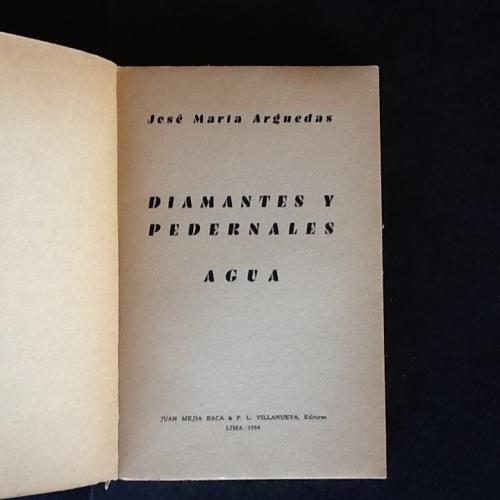 José María Arguedas
DIAMANTES Y
PEDERNALES
AGUA
JUAN MEJIA BACA & P. L. VILLANUEVA, Editores
LIMA - 1954